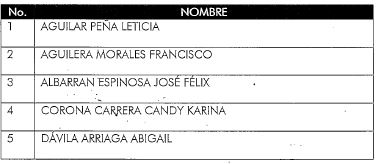 No. NOMBRE
1 AGUILAR PEÑA LETICIA
2 AGUILERA MORALES FRANCISCO
3 ALBARRAN ESPINOSA JOSÉ FÉLIX
4 CORONA CARRERA CANDY KARINA
5 DÁVILA ARRIAGA ABIGAIL